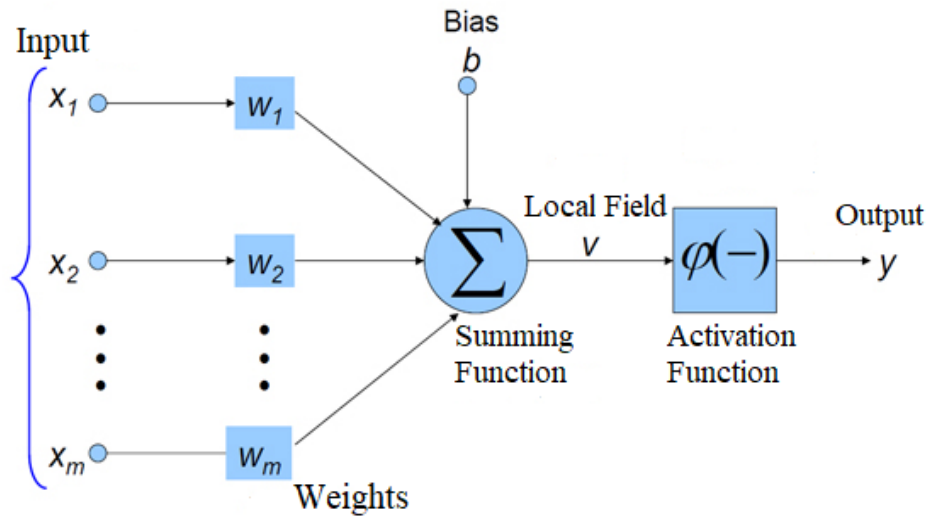 Input
Bias
b
x1
w1
x2
w2
Local Field
v
Output
∑
φ(−)
y
Summing
Function
Activation
Function
xm
wm
Weights